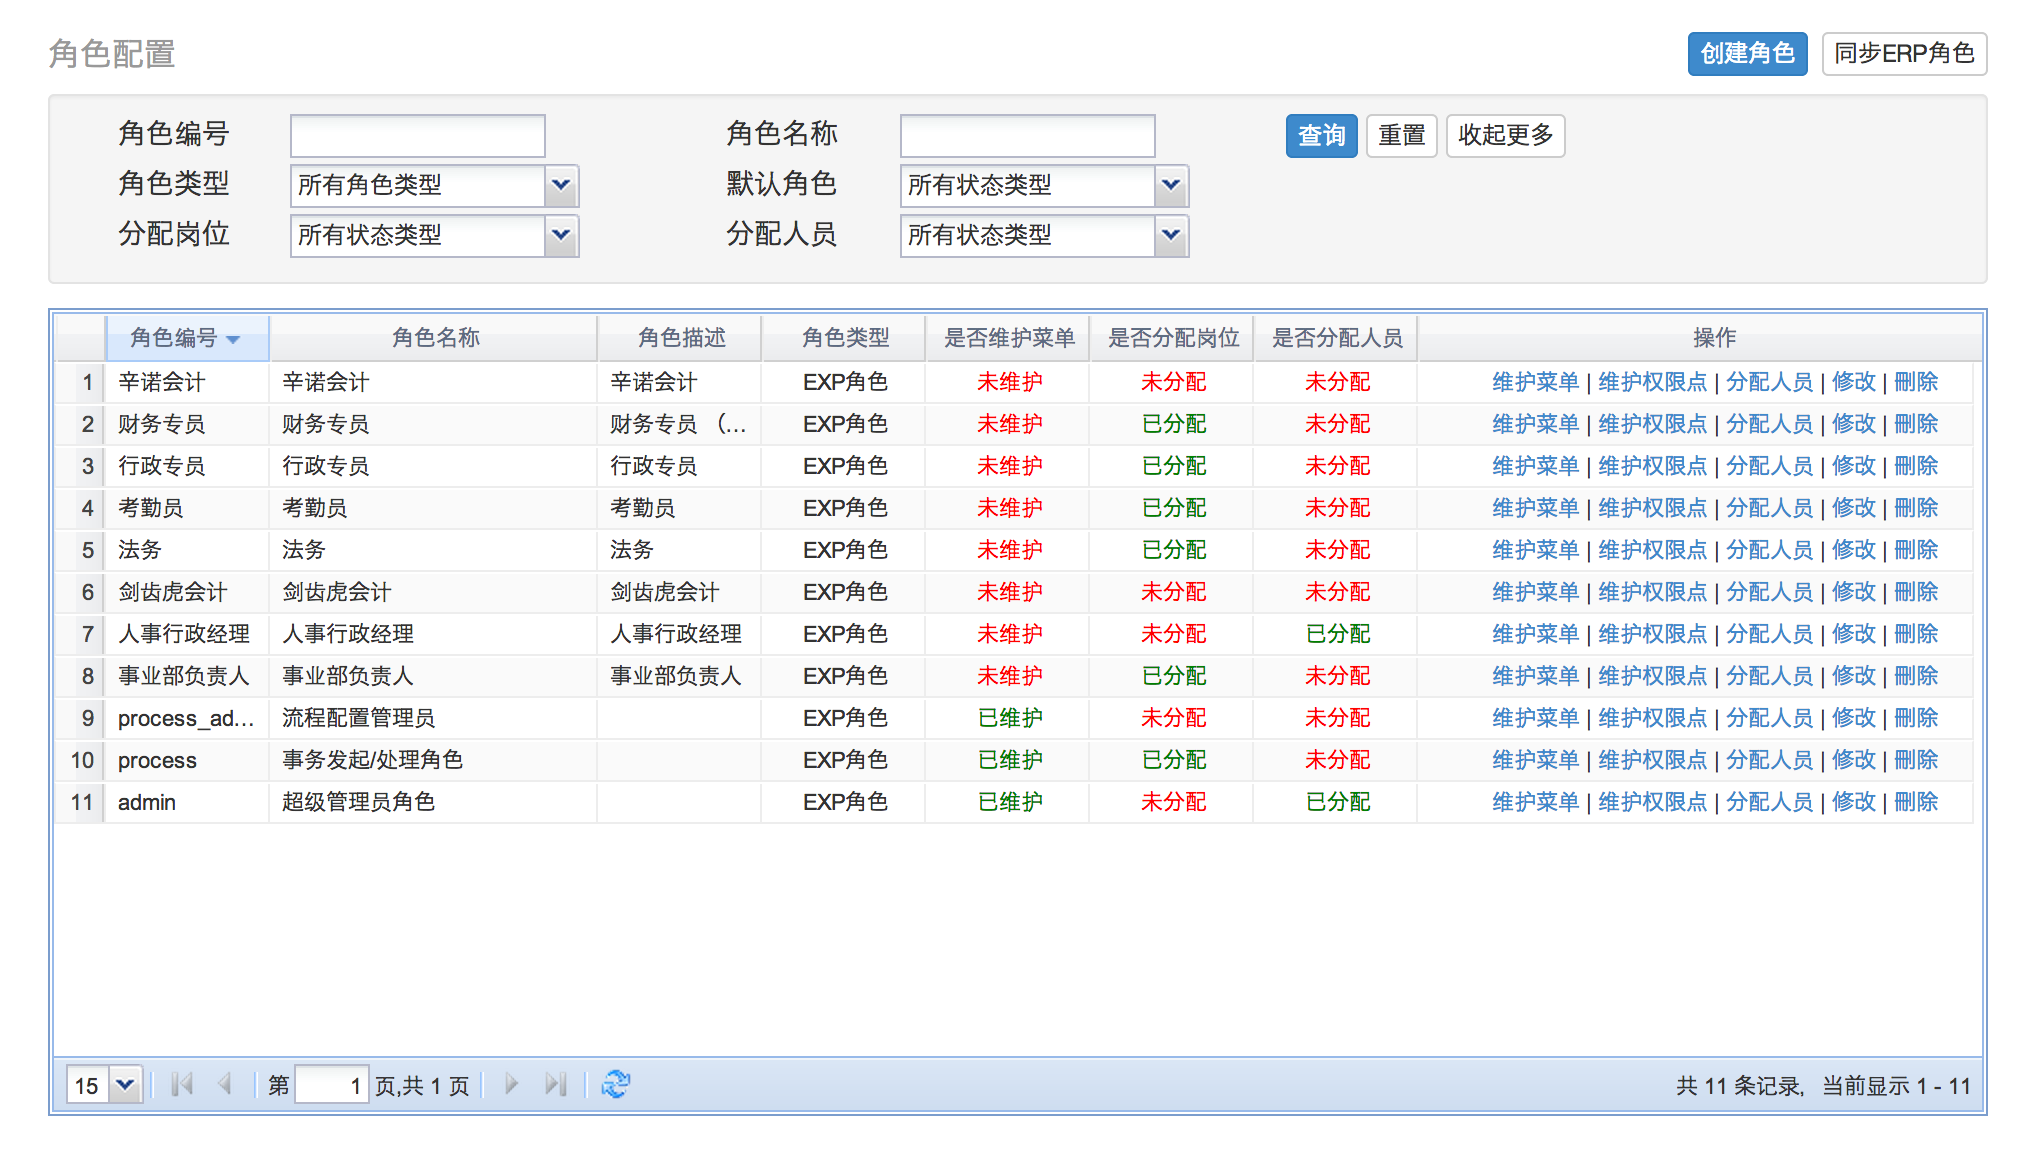 角色配置 创建角色 同步ERP角色
角色编号 角色名称 查询 重置 收起更多
角色类型 所有角色类型 默认角色 所有状态类型
分配岗位 所有状态类型 分配人员 所有状态类型
角色编号 角色名称 角色描述 角色类型 是否维护菜单 是否分配岗位 是否分配人员 操作
1 辛诺会计 辛诺会计 辛诺会计 EXP角色 未维护 未分配 未分配 维护菜单 | 维护权限点 | 分配人员 | 修改 | 刪除
2 财务专员 财务专员 财务专员 （... EXP角色 未维护 已分配 未分配 维护菜单 | 维护权限点 | 分配人员 | 修改 | 刪除
3 行政专员 行政专员 行政专员 EXP角色 未维护 已分配 未分配 维护菜单 | 维护权限点 | 分配人员 | 修改 | 刪除
4 考勤员 考勤员 考勤员 EXP角色 未维护 已分配 未分配 维护菜单 | 维护权限点 | 分配人员 | 修改 | 刪除
5 法务 法务 法务 EXP角色 未维护 已分配 未分配 维护菜单 | 维护权限点 | 分配人员 | 修改 | 刪除
6 剑齿虎会计 剑齿虎会计 剑齿虎会计 EXP角色 未维护 未分配 未分配 维护菜单 | 维护权限点 | 分配人员 | 修改 | 刪除
7 人事行政经理 人事行政经理 人事行政经理 EXP角色 未维护 未分配 已分配 维护菜单 | 维护权限点 | 分配人员 | 修改 | 刪除
8 事业部负责人 事业部负责人 事业部负责人 EXP角色 未维护 已分配 未分配 维护菜单 | 维护权限点 | 分配人员 | 修改 | 刪除
9 process_ad... 流程配置管理员 EXP角色 已维护 未分配 未分配 维护菜单 | 维护权限点 | 分配人员 | 修改 | 刪除
10 process 事务发起/处理角色 EXP角色 已维护 已分配 未分配 维护菜单 | 维护权限点 | 分配人员 | 修改 | 刪除
11 admin 超级管理员角色 EXP角色 已维护 未分配 已分配 维护菜单 | 维护权限点 | 分配人员 | 修改 | 刪除
15 第 1 页,共 1 页 共 11 条记录, 当前显示 1 - 11